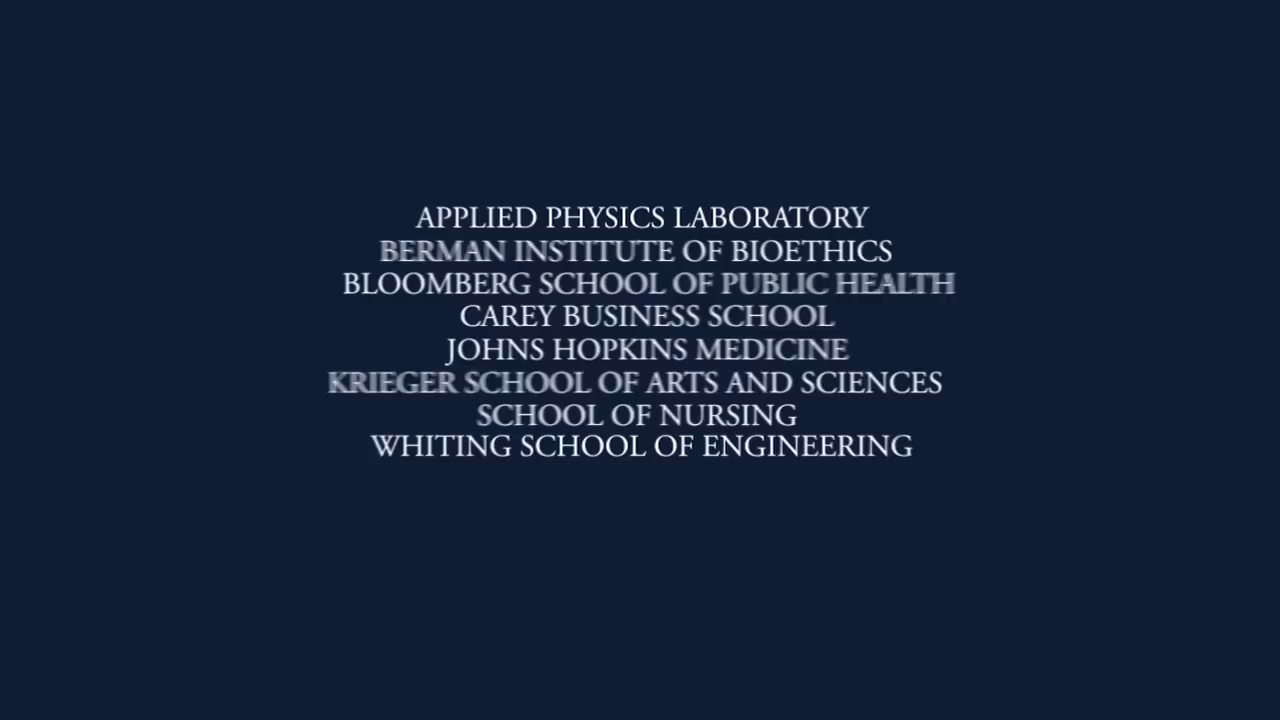 APPLIED PHYSICS LABORATORY
BERMAN INSTITUTE OF BIOETHICS
BLOOMBERG SCHOOL OF PUBLIC HEALTH
CAREY BUSINESS SCHOOL
JOHNS HOPKINS MEDICINE
KRIEGER SCHOOL OF ARTS AND SCIENCES
SCHOOL OF NURSING
WHITING SCHOOL OF ENGINEERING